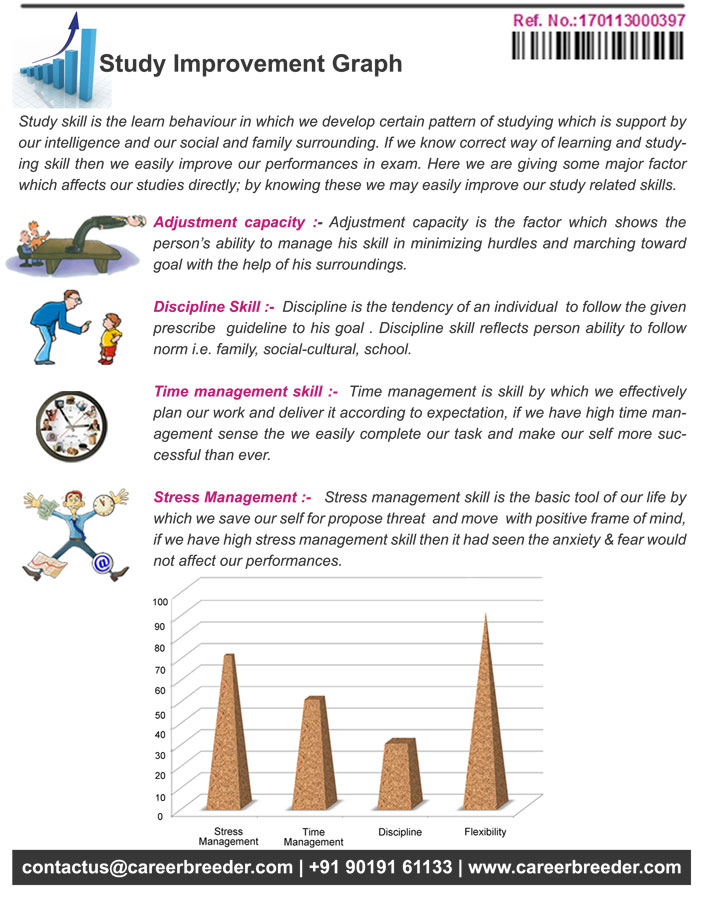 Ref. No.:170113000397
Study Improvement Graph
Study skill is the learn behaviour in which we develop certain pattern of studying which is support by
our intelligence and our social and family surrounding. If we know correct way of learning and study-
ing skill then we easily improve our performances in exam. Here we are giving some major factor
which affects our studies directly; by knowing these we may easily improve our study related skills.
Adjustment capacity :- Adjustment capacity is the factor which shows the
person's ability to manage his skill in minimizing hurdles and marching toward
goal with the help of his surroundings.
Discipline Skill :- Discipline is the tendency of an individual to follow the given
prescribe guideline to his goal . Discipline skill reflects person ability to follow
norm i.e. family, social-cultural, school.
Time management skill :- Time management is skill by which we effectively
plan our work and deliver it according to expectation, if we have high time man-
agement sense the we easily complete our task and make our self more suc-
cessful than ever.
Stress Management :- Stress management skill is the basic tool of our life by
which we save our self for propose threat and move with positive frame of mind,
if we have high stress management skill then it had seen the anxiety & fear would
not affect our performances.
@
100
90
80
70
60
50
40
30
20
10
0
Stress
Management
Time
Management
Discipline
Flexibility
contactus@careerbreeder.com | +91 90191 61133 | www.careerbreeder.com